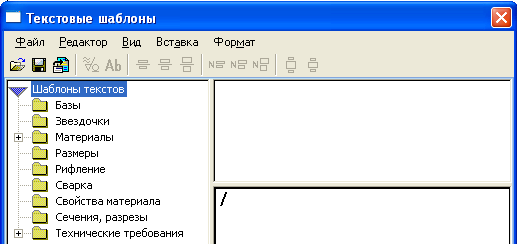 Текстовые шаблоны
Файл Редактор Вид Вставка Формат
Ab
Шаблоны текстов
Базы
Звездочки
Материалы
Размеры
Рифление
Сварка
Свойства материала
Сечения, разрезы
Технические требования
/